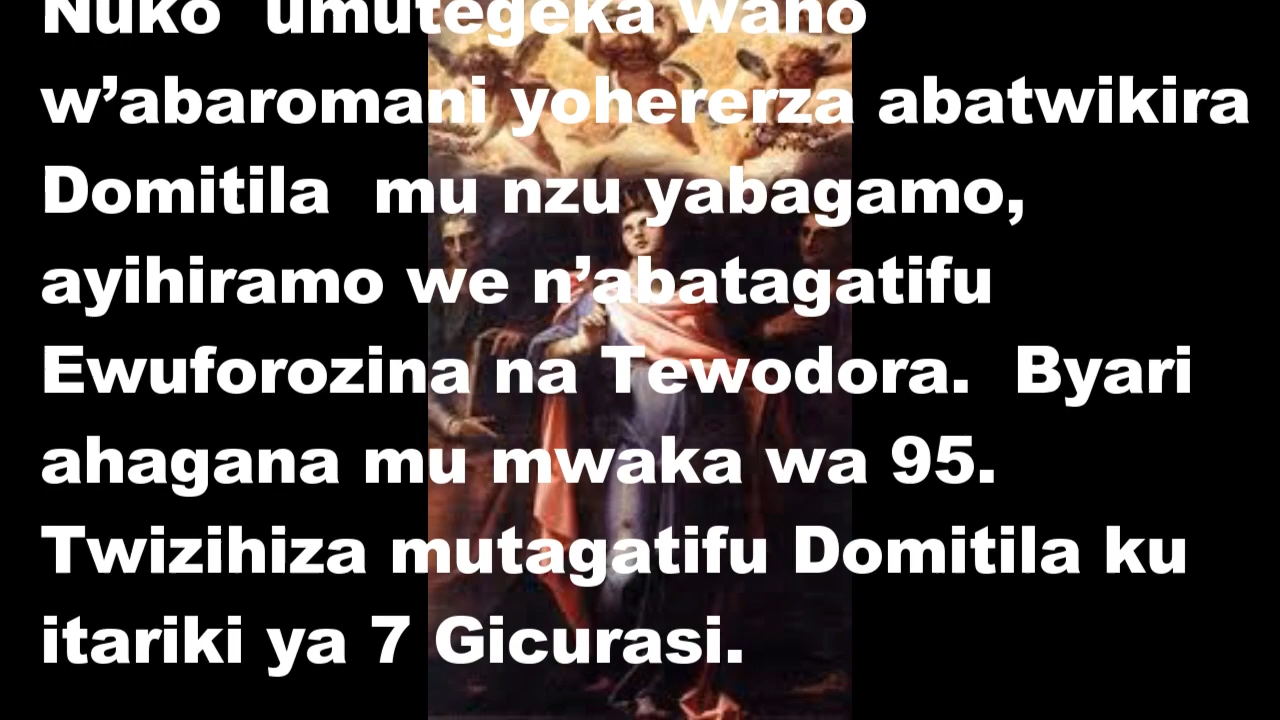 Nuko umutegeka waho
w’abaromani yohererza abatwikira
Domitila mu nzu yabagamo,
ayihiramo we n’abatagatifu
Ewuforozina na Tewodora. Byari
ahagana mu mwaka wa 95.
Twizihiza mutagatifu Domitila ku
itariki ya 7 Gicurasi.